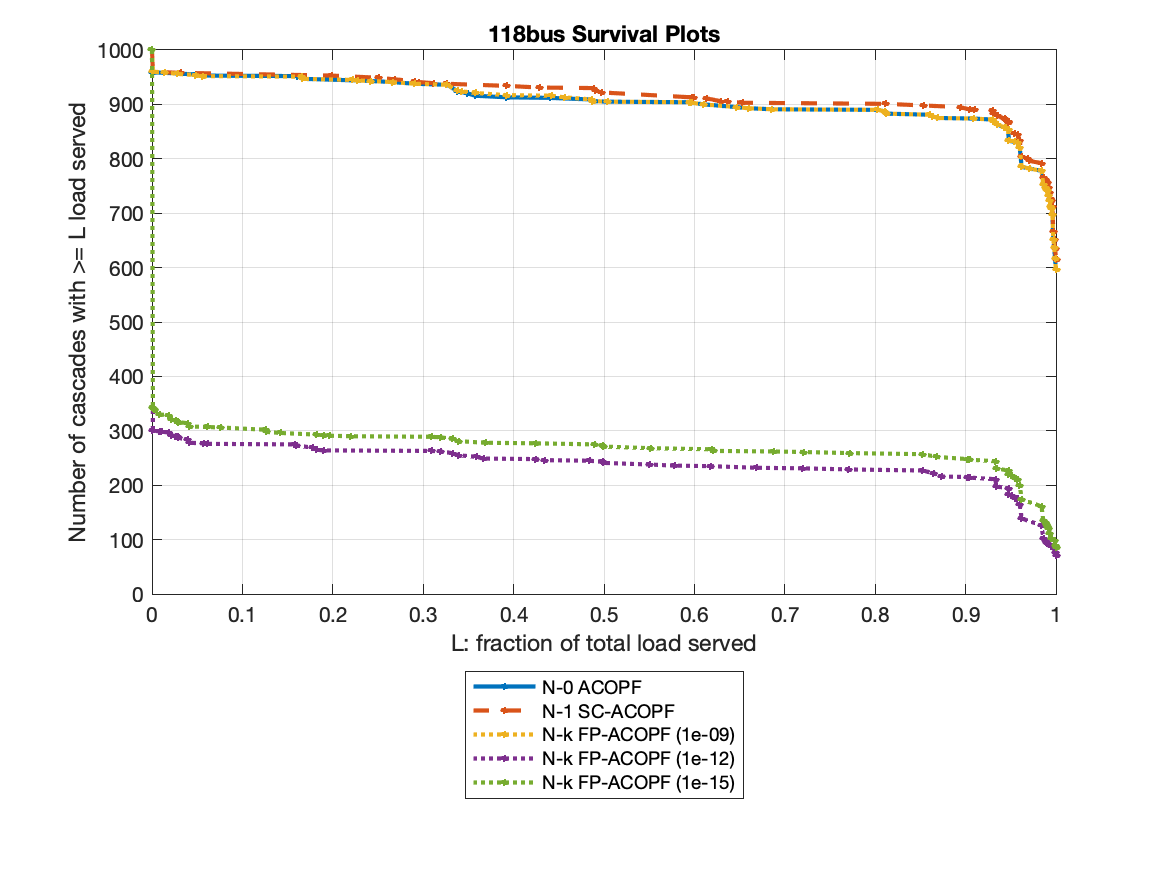 118bus Survival Plots
Number of cascades with >= L load served
1000
900
800
700
600
500
400
300
200
100
0
0 0.1 0.2 0.3 0.4 0.5 0.6 0.7 0.8 0.9 1
L: fraction of total load served
N-0 ACOPF
N-1 SC-ACOPF
N-k FP-ACOPF (1e-09)
N-k FP-ACOPF (1e-12)
N-k FP-ACOPF (1e-15)